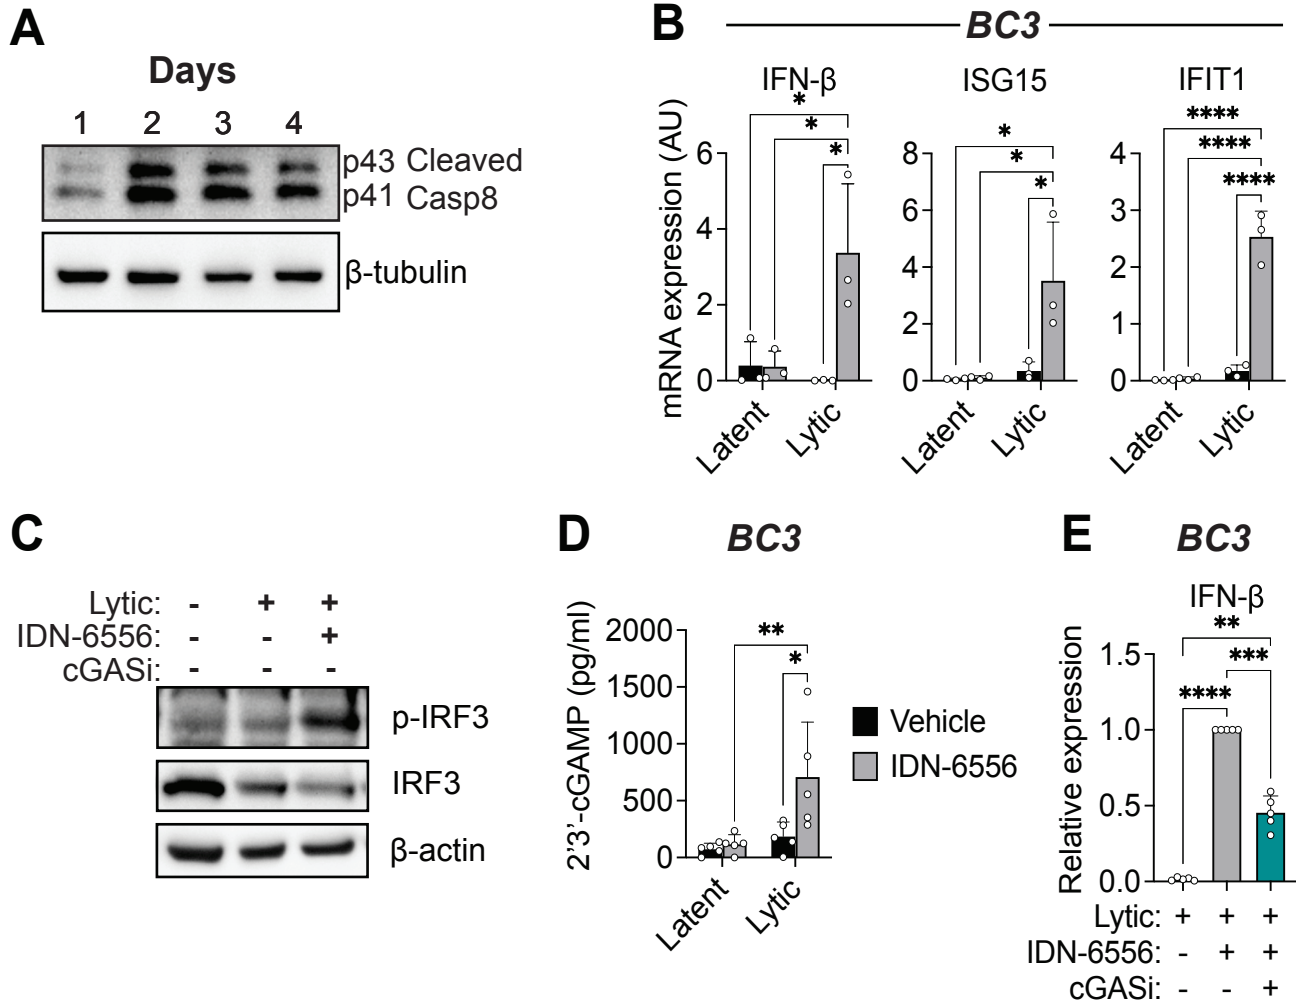 A
Days
1 2 3 4
p43 Cleaved
p41 Casp8
β-tubulin
B
BC3
IFN-β
ISG15
IFIT1
mRNA expression (AU)
* * *
* * *
**** **** ****
6
4
2
0
8
6
4
2
0
4
3
2
1
0
Latent
Lytic
Latent
Lytic
Latent
Lytic
C
Lytic: - + +
IDN-6556: - - +
cGASi: - - -
p-IRF3
IRF3
β-actin
D
BC3
2’3’-cGAMP (pg/ml)
2000
1500
1000
500
0
**
*
Latent
Lytic
Vehicle
IDN-6556
E
BC3
IFN-β
Relative expression
1.5
1.0
0.5
0.0
**
***
****
Lytic: + + +
IDN-6556: - + +
cGASi: - - +